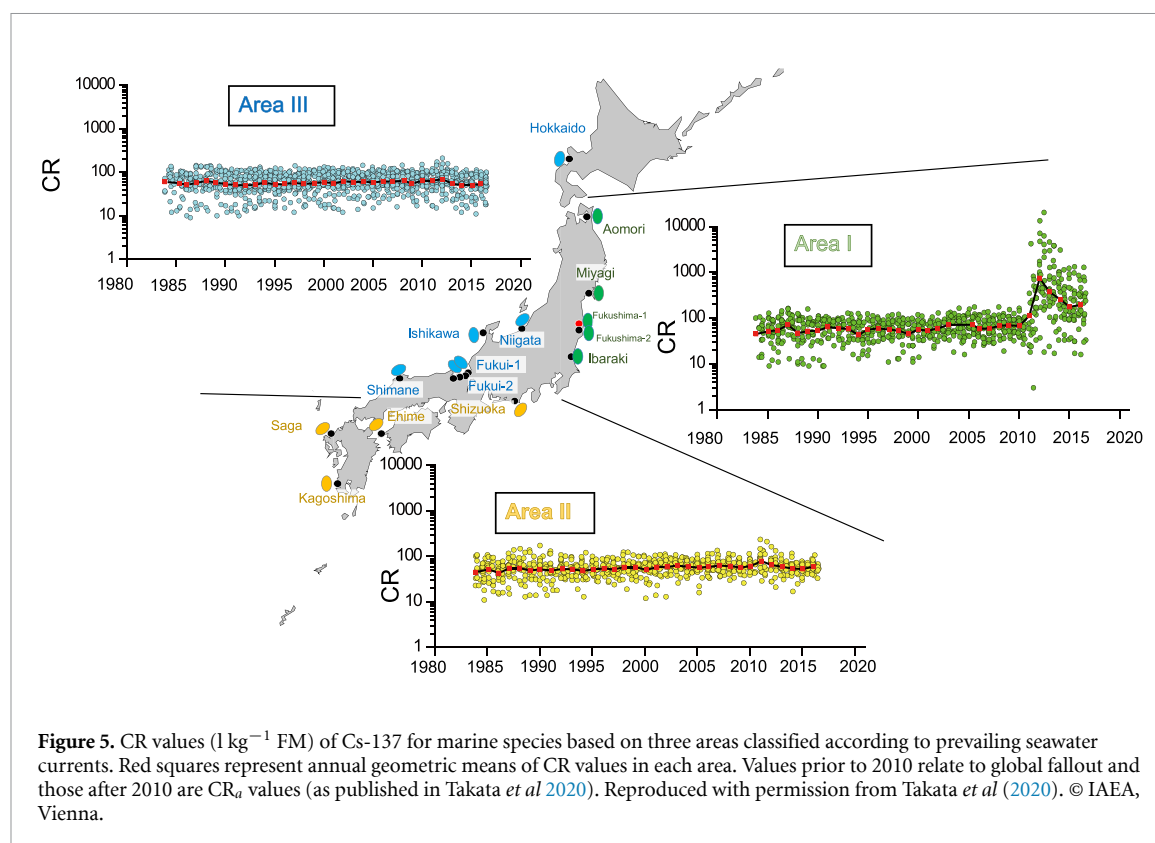 10000
1000
100
10
1
CR
Area III
1980
1985
1990
1995
2000
2005
2010
2015
2020
Hokkaido
Aomori
Miyagi
Fukushima-1
Fukushima-2
Ibaraki
Ishikawa
Niigata
Fukui-1
Fukui-2
Shimane
Shizuoka
Ehime
Saga
Kagoshima
10000
1000
100
10
1
CR
Area I
1980
1985
1990
1995
2000
2005
2010
2015
2020
10000
1000
100
10
1
CR
Area II
1980
1985
1990
1995
2000
2005
2010
2015
2020
Figure 5. CR values (l kg−1 FM) of Cs-137 for marine species based on three areas classified according to prevailing seawater
currents. Red squares represent annual geometric means of CR values in each area. Values prior to 2010 relate to global fallout and
those after 2010 are CRa values (as published in Takata et al 2020). Reproduced with permission from Takata et al (2020). © IAEA,
Vienna.